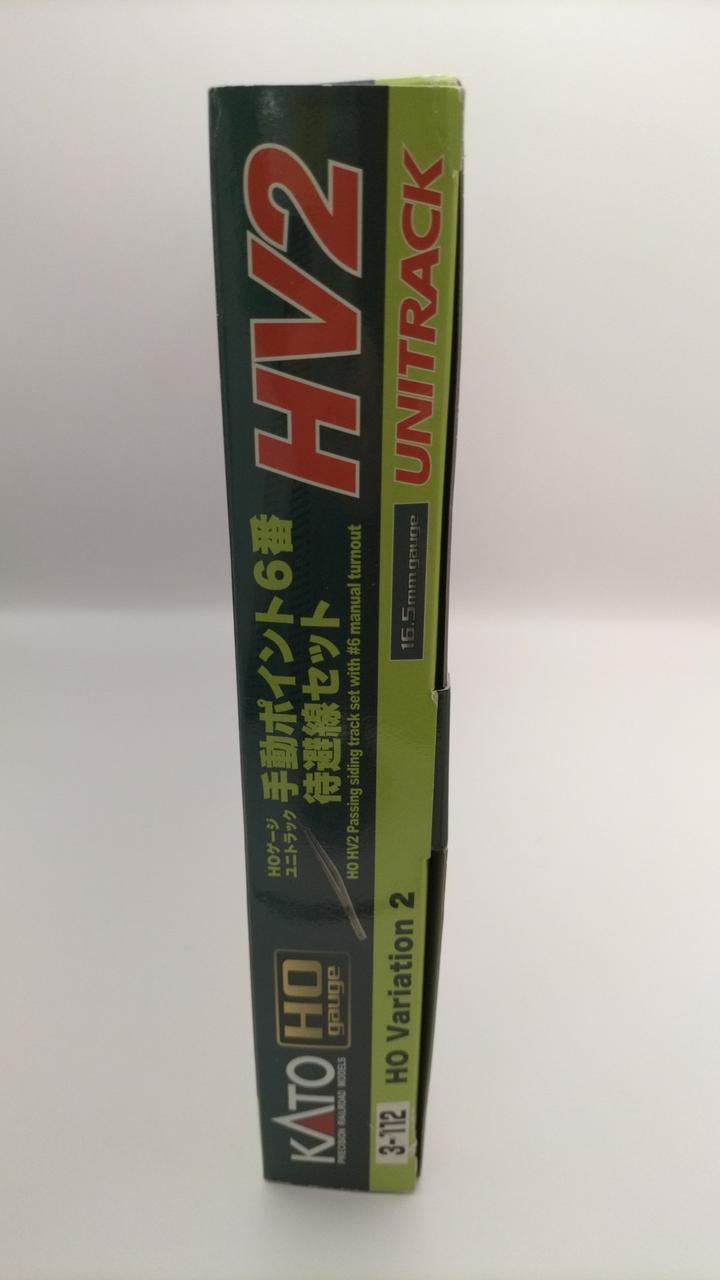 KATO
PRECISION RAILROAD MODELS
HO
gauge
HOゲージ
ユニトラック
手動ポイント6番
待避線セット
HO HV2 Passing siding track set with #6 manual turnout
HV2
3-112
HO Variation 2
16.5mm gauge
UNITRACK